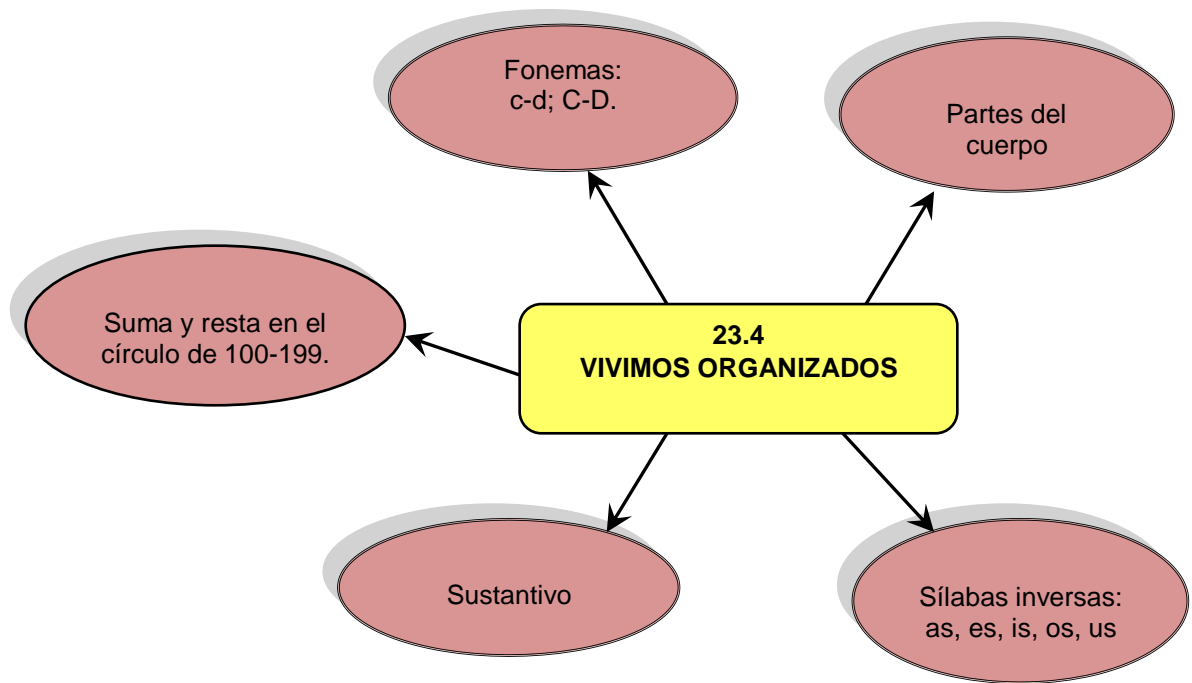 Fonemas:
c-d; C-D.
Partes del
cuerpo
Suma y resta en el
círculo de 100-199.
23.4
VIVIMOS ORGANIZADOS
Sustantivo
Sílabas inversas:
as, es, is, os, us